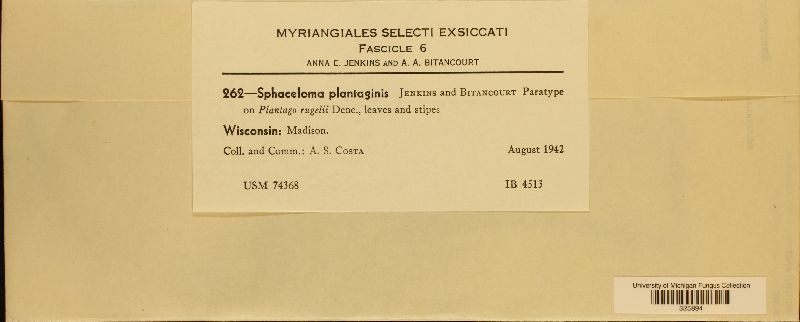 MYRIANGIALES SELECTI EXSICCATI
FASCICLE 6
ANNA E. JENKINS AND A. A. BITANCOURT
262—Sphaceloma plantaginis JENKINS and BITANCOURT Paratype
on Plantago rugelii Dcne., leaves and stipes
Wisconsin: Madison.
Coll. and Comm.: A. S. COSTA August 1942
USM 74368 IB 4513
University of Michigan Fungus Collection
325894